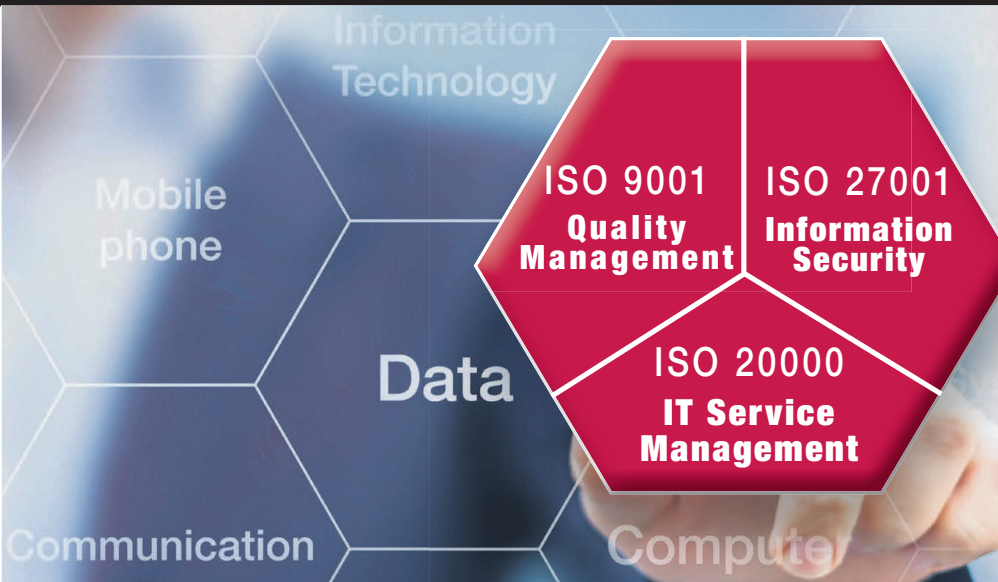 Information
Technology
Mobile
phone
Data
Communication
Computer
ISO 9001
Quality
Management
ISO 27001
Information
Security
ISO 20000
IT Service
Management